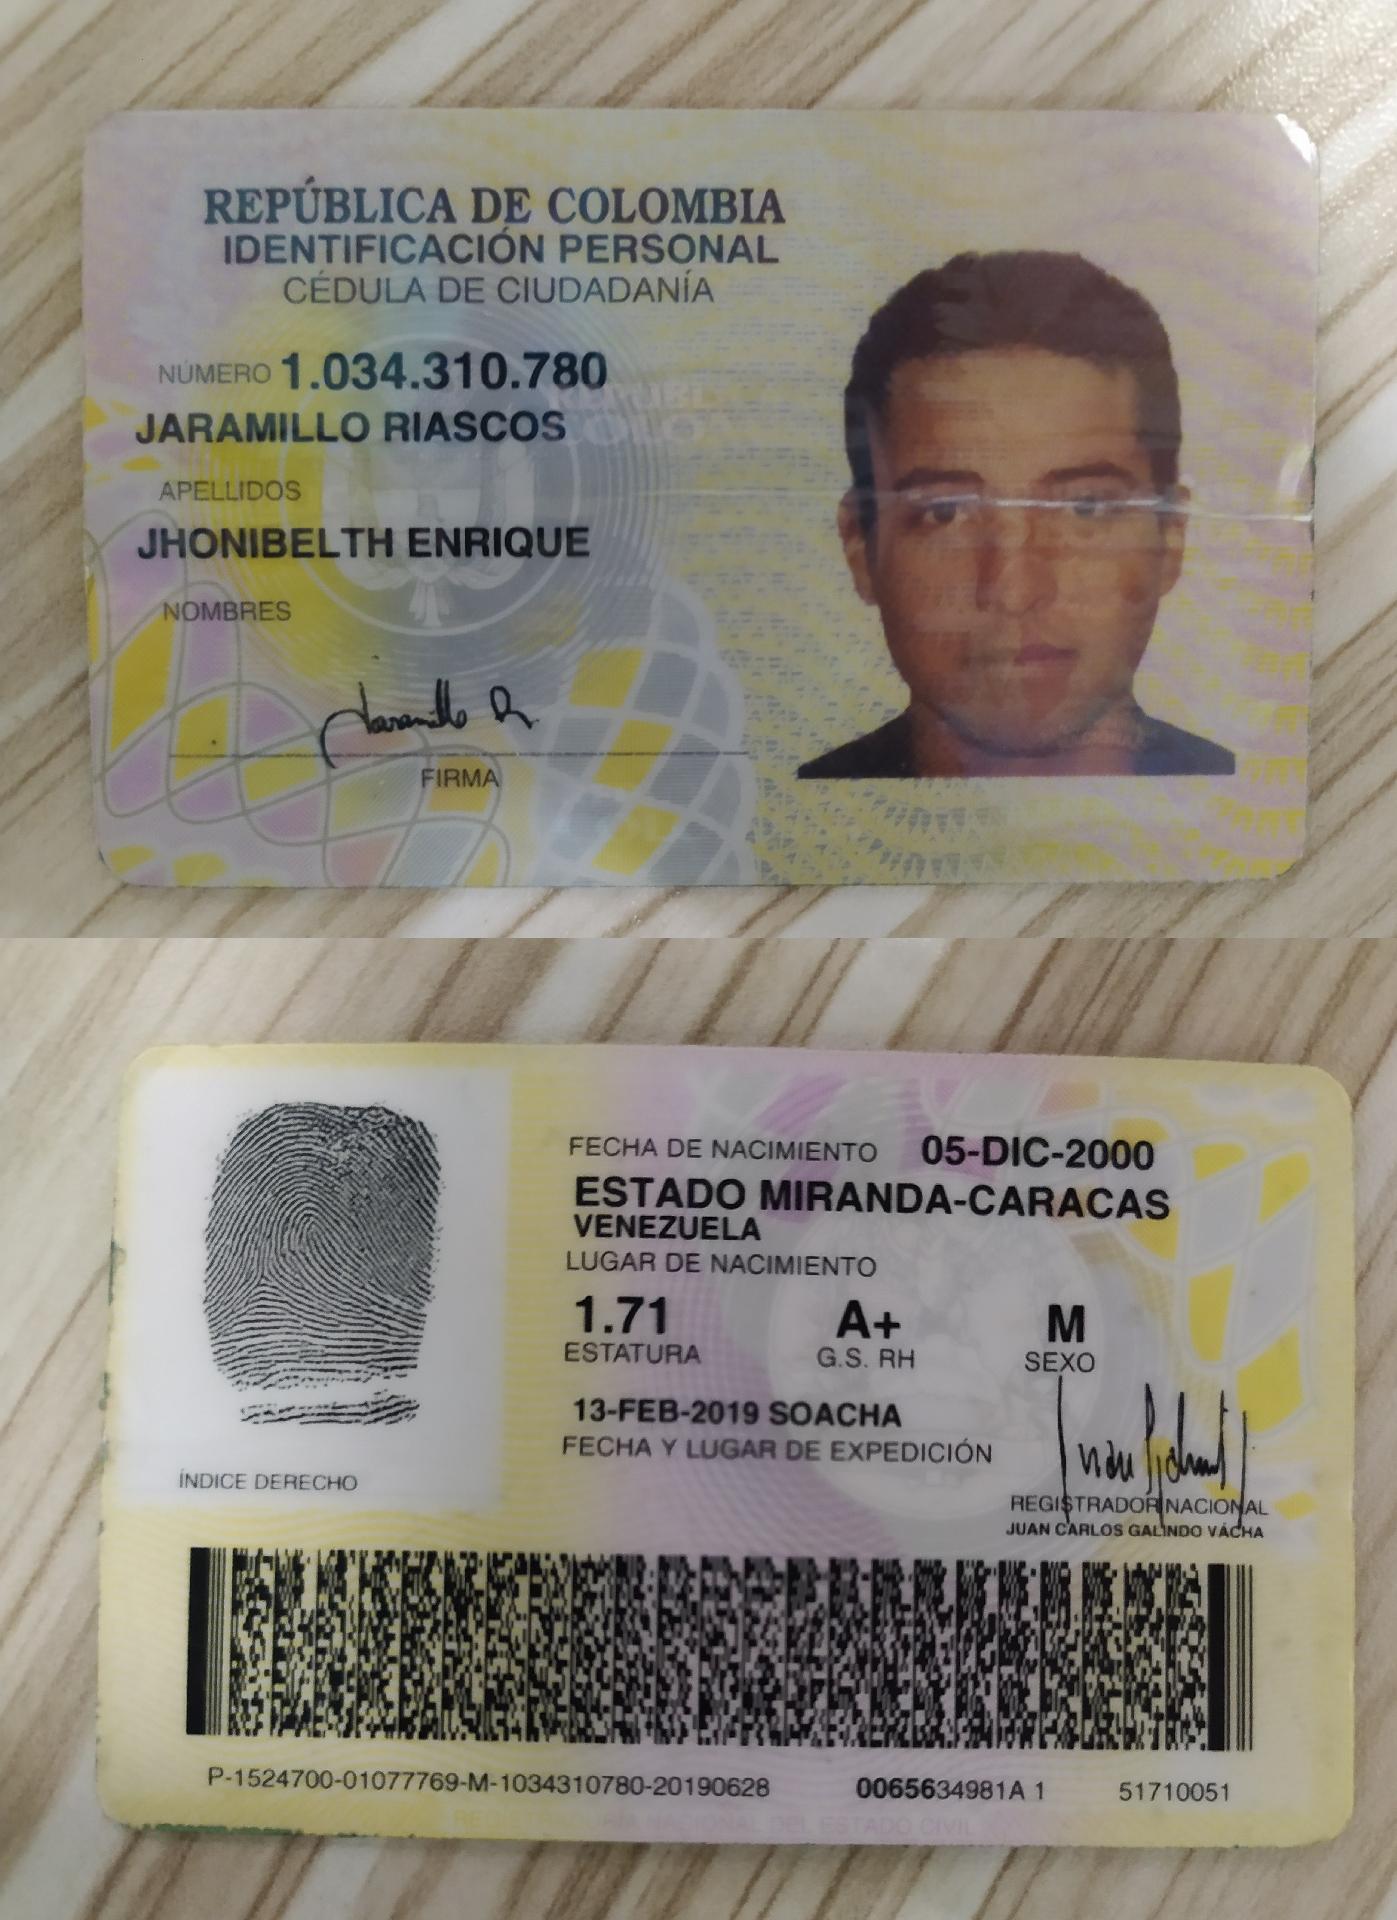 REPÚBLICA DE COLOMBIA
IDENTIFICACIÓN PERSONAL
CÉDULA DE CIUDADANÍA
NÚMERO 1.034.310.780
JARAMILLO RIASCOS
APELLIDOS
JHONIBELTH ENRIQUE
NOMBRES
Jaramillo R
FIRMA
FECHA DE NACIMIENTO 05-DIC-2000
ESTADO MIRANDA-CARACAS
VENEZUELA
LUGAR DE NACIMIENTO
1.71 A+ M
ESTATURA G.S. RH SEXO
13-FEB-2019 SOACHA
FECHA Y LUGAR DE EXPEDICIÓN
ÍNDICE DERECHO
REGISTRADOR NACIONAL
JUAN CARLOS GALINDO VÁCHA
P-1524700-01077769-M-1034310780-20190628 0065634981A 1 51710051